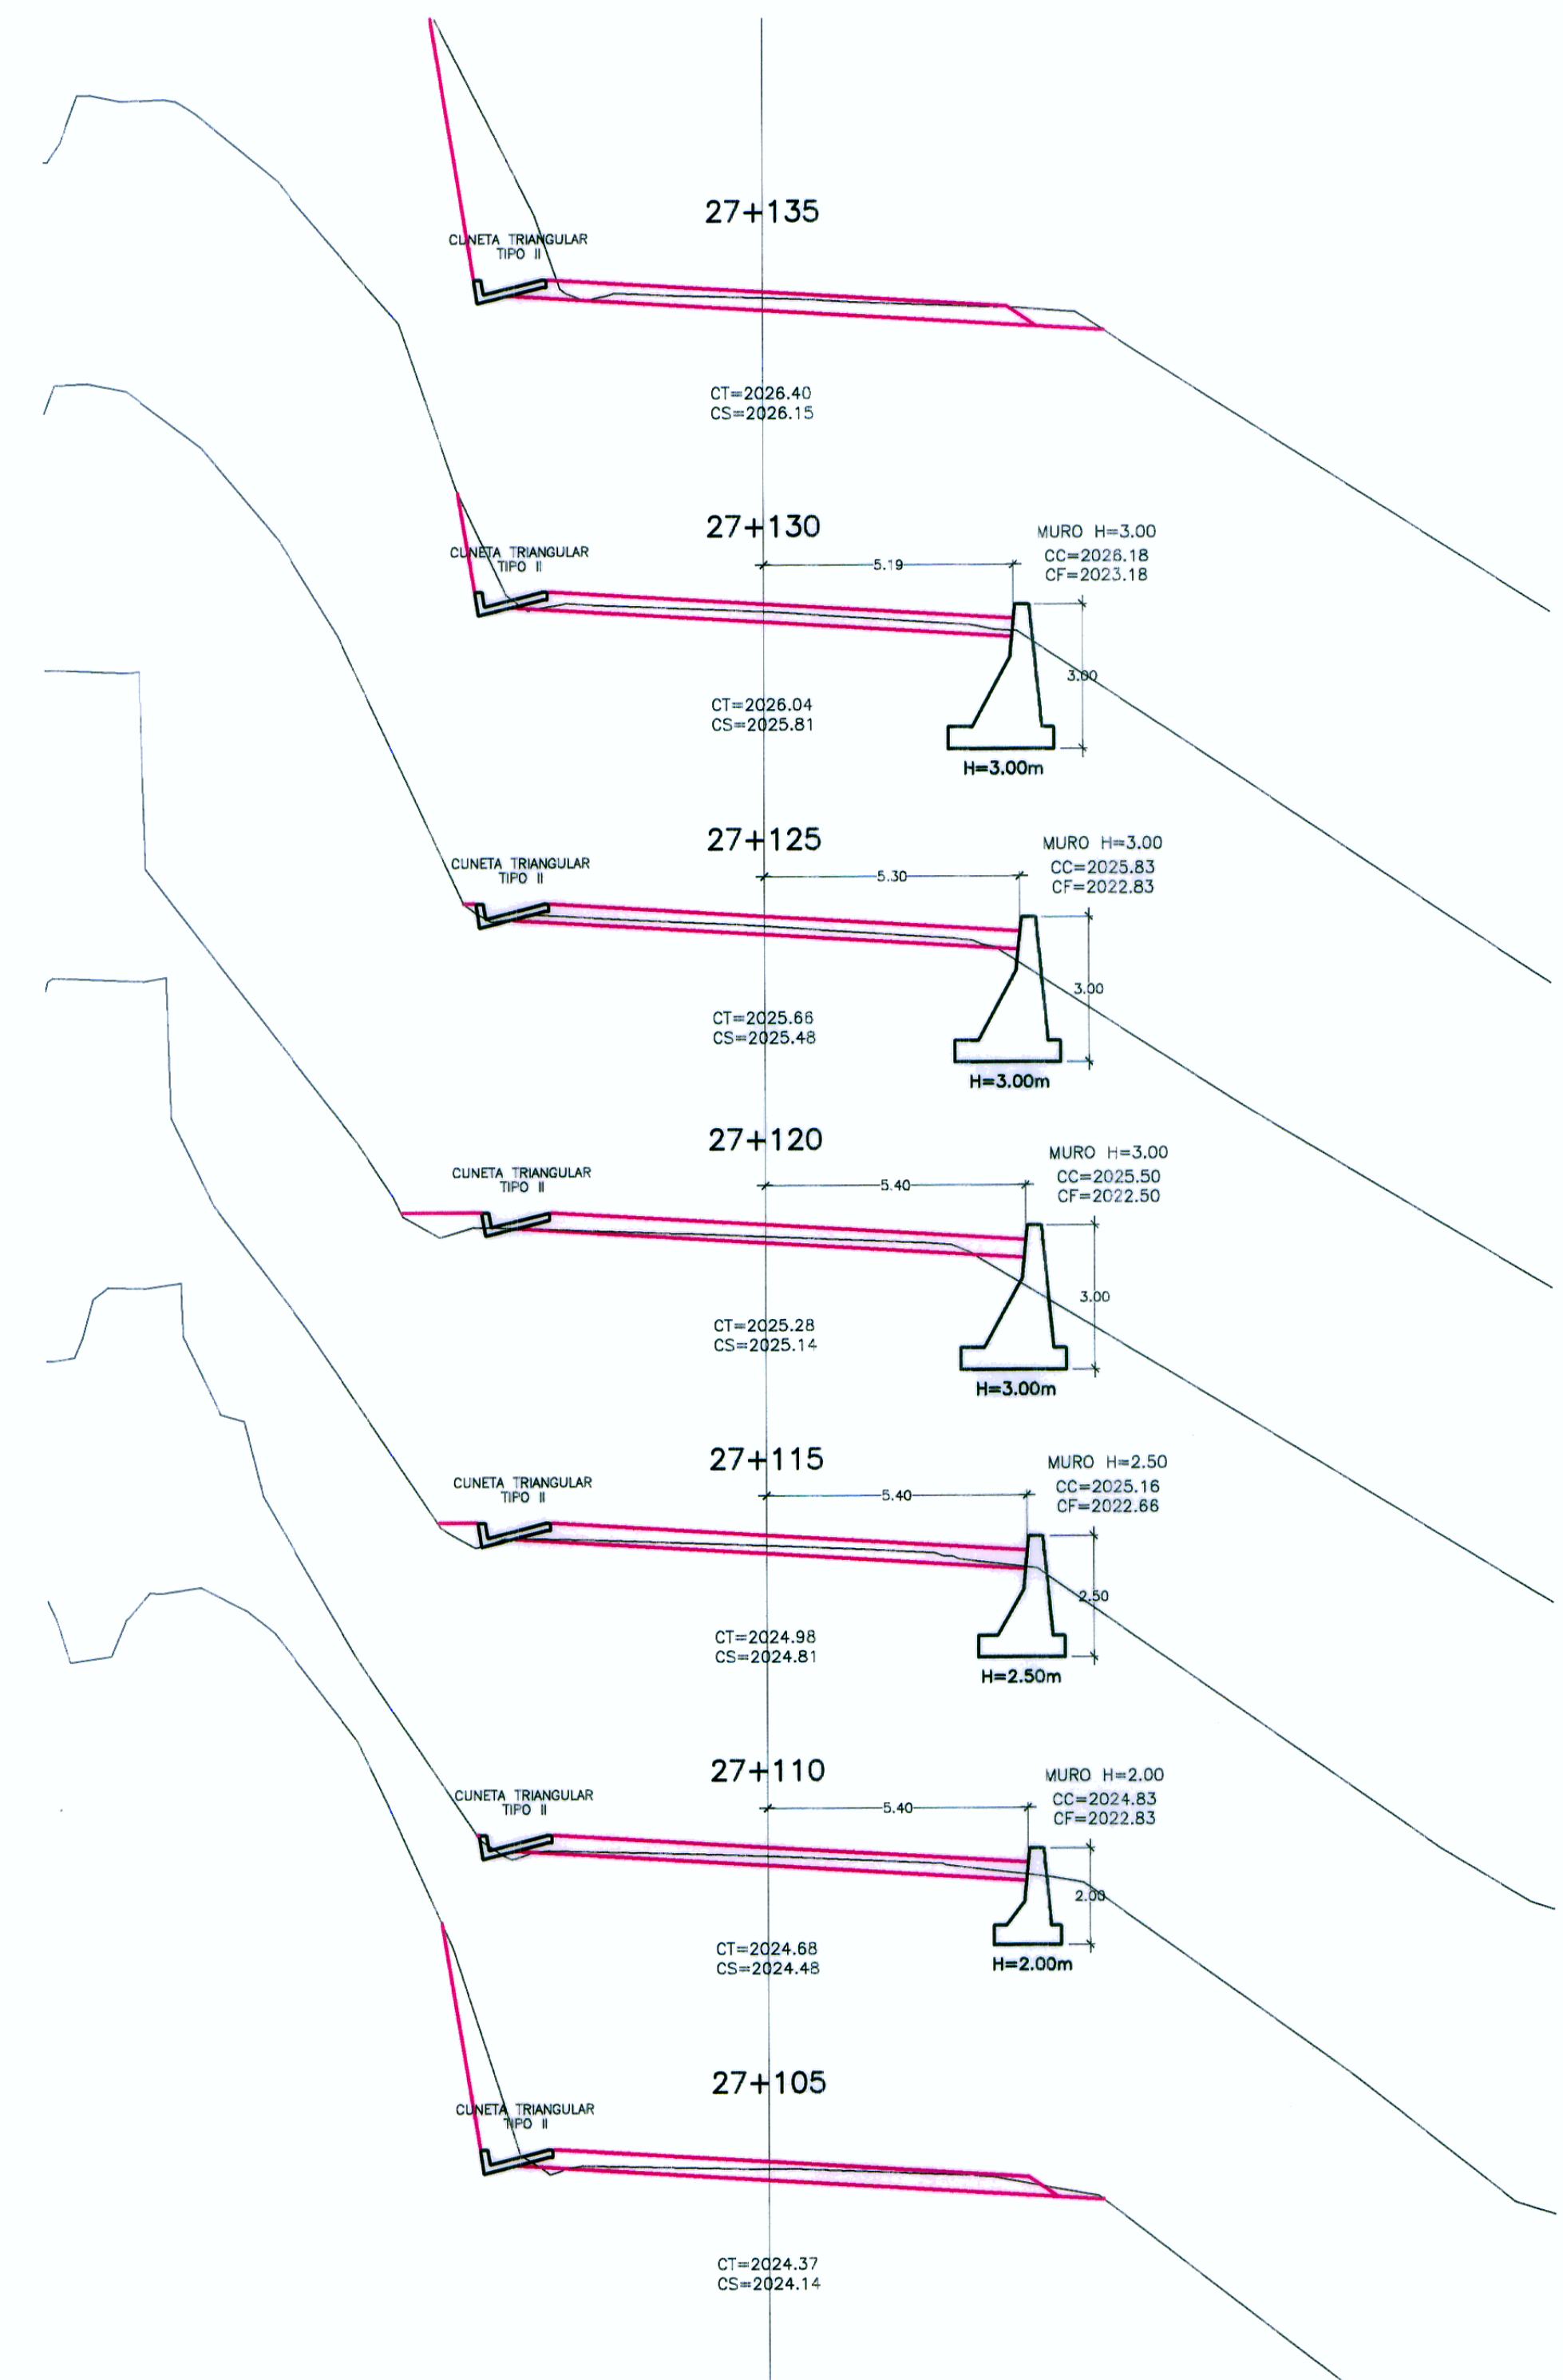 27+135
CUNETA TRIANGULAR
TIPO II
CT=2026.40
CS=2026.15
27+130
MURO H=3.00
CC=2026.18
CF=2023.18
CUNETA TRIANGULAR
TIPO II
5.19
3.00
CT=2026.04
CS=2025.81
H=3.00m
27+125
MURO H=3.00
CC=2025.83
CF=2022.83
CUNETA TRIANGULAR
TIPO II
5.30
3.00
CT=2025.66
CS=2025.48
H=3.00m
27+120
MURO H=3.00
CC=2025.50
CF=2022.50
CUNETA TRIANGULAR
TIPO II
5.40
3.00
CT=2025.28
CS=2025.14
H=3.00m
27+115
MURO H=2.50
CC=2025.16
CF=2022.66
CUNETA TRIANGULAR
TIPO II
5.40
2.50
CT=2024.98
CS=2024.81
H=2.50m
27+110
MURO H=2.00
CC=2024.83
CF=2022.83
CUNETA TRIANGULAR
TIPO II
5.40
2.00
CT=2024.68
CS=2024.48
H=2.00m
27+105
CUNETA TRIANGULAR
TIPO II
CT=2024.37
CS=2024.14